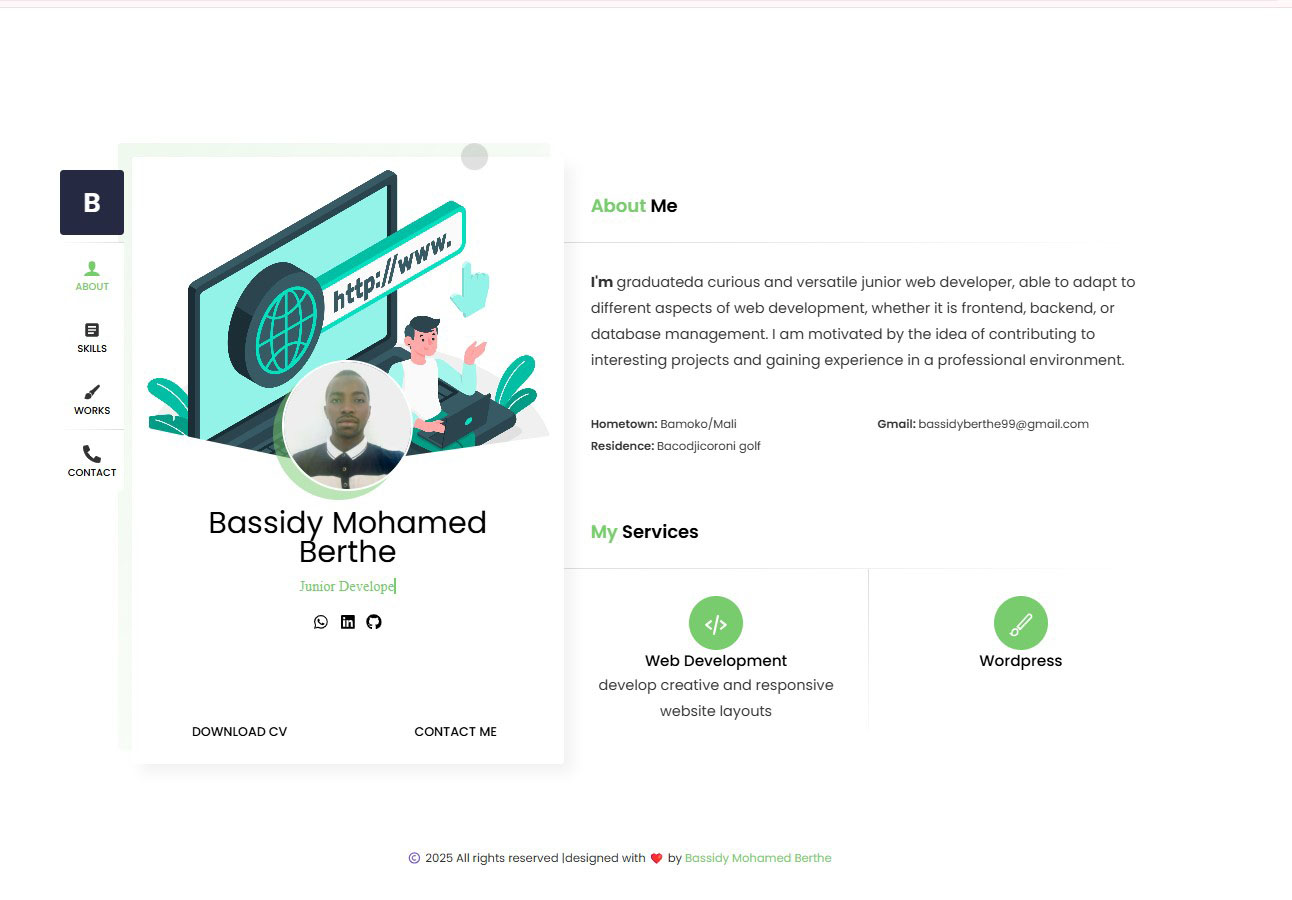 B
ABOUT
SKILLS
WORKS
CONTACT
http://www.
Bassidy Mohamed
Berthe
Junior Develope
DOWNLOAD CV
CONTACT ME
About Me
I'm graduateda curious and versatile junior web developer, able to adapt to
different aspects of web development, whether it is frontend, backend, or
database management. I am motivated by the idea of contributing to
interesting projects and gaining experience in a professional environment.
Hometown: Bamoko/Mali
Gmail: bassidyberthe99@gmail.com
Residence: Bacodjicoroni golf
My Services
Web Development
develop creative and responsive
website layouts
Wordpress
© 2025 All rights reserved |designed with ❤ by Bassidy Mohamed Berthe